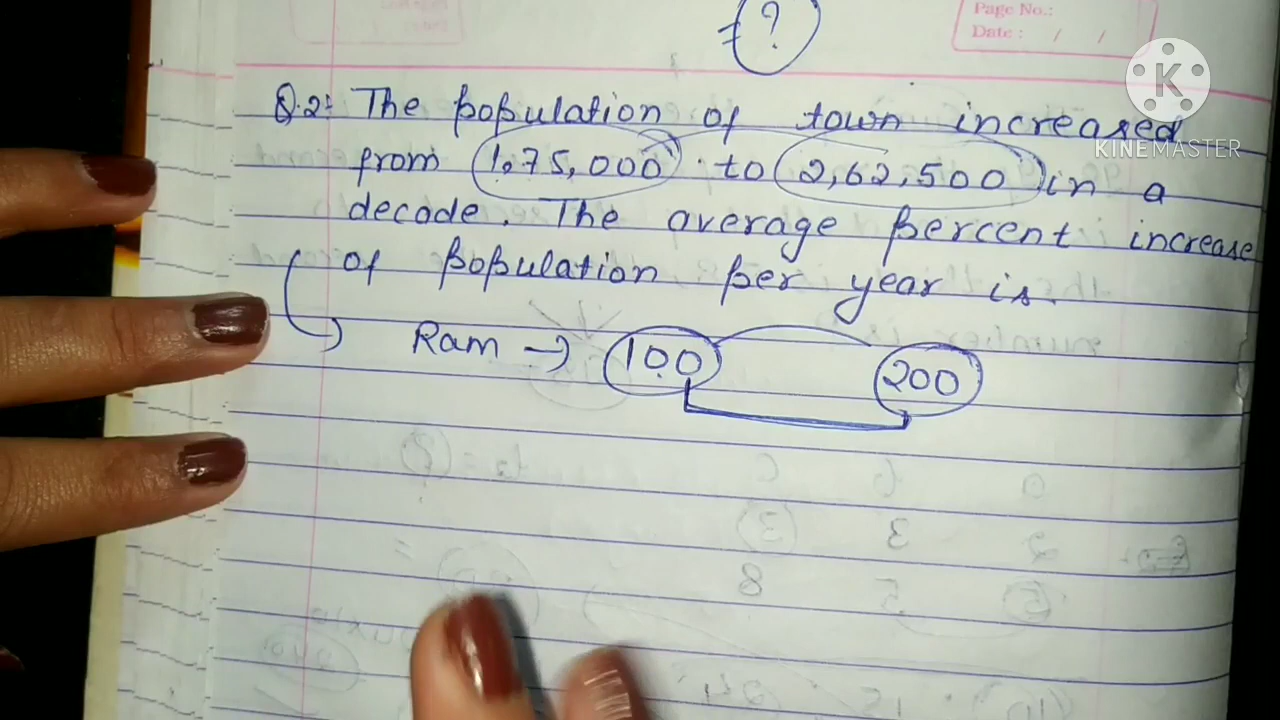 Page No.:
Date : / /
= ?
K
KINEMASTER
Q.2: The population of town increased
from 1,75,000 to 2,62,500 in a
decade. The average percent increase
of population per year is.
Ram → 100 200